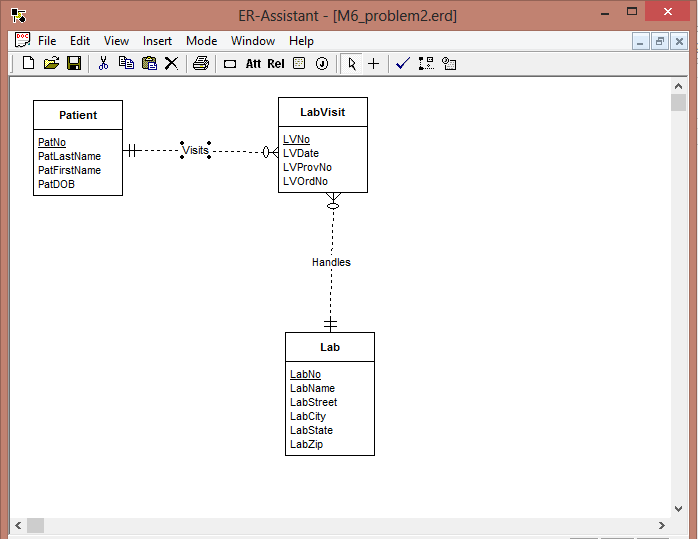 ER-Assistant - [M6_problem2.erd]
File Edit View Insert Mode Window Help
Att Rel
Patient
PatNo
PatLastName
PatFirstName
PatDOB
Visits
LabVisit
LVNo
LVDate
LVProvNo
LVOrdNo
Handles
Lab
LabNo
LabName
LabStreet
LabCity
LabState
LabZip